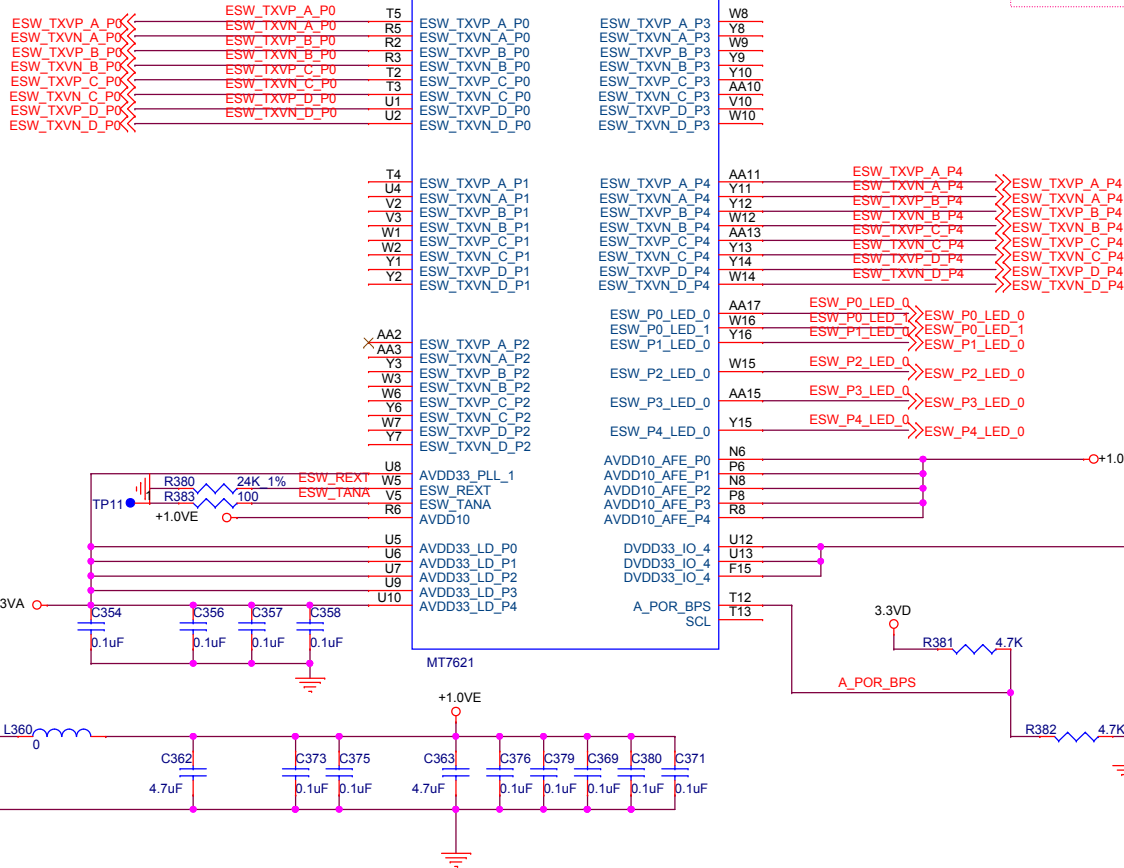 ESW_TXVP_A_P0 ESW_TXVP_A_P0 T5 ESW_TXVP_A_P0 ESW_TXVP_A_P3 W8
ESW_TXVN_A_P0 ESW_TXVN_A_P0 R5 ESW_TXVN_A_P0 ESW_TXVN_A_P3 Y8
ESW_TXVP_B_P0 ESW_TXVP_B_P0 R2 ESW_TXVP_B_P0 ESW_TXVP_B_P3 W9
ESW_TXVN_B_P0 ESW_TXVN_B_P0 R3 ESW_TXVN_B_P0 ESW_TXVN_B_P3 Y9
ESW_TXVP_C_P0 ESW_TXVP_C_P0 T2 ESW_TXVP_C_P0 ESW_TXVP_C_P3 Y10
ESW_TXVN_C_P0 ESW_TXVN_C_P0 T3 ESW_TXVN_C_P0 ESW_TXVN_C_P3 AA10
ESW_TXVP_D_P0 ESW_TXVP_D_P0 U1 ESW_TXVP_D_P0 ESW_TXVP_D_P3 V10
ESW_TXVN_D_P0 ESW_TXVN_D_P0 U2 ESW_TXVN_D_P0 ESW_TXVN_D_P3 W10
T4 ESW_TXVP_A_P1 ESW_TXVP_A_P4 AA11 ESW_TXVP_A_P4 ESW_TXVP_A_P4
U4 ESW_TXVN_A_P1 ESW_TXVN_A_P4 Y11 ESW_TXVN_A_P4 ESW_TXVN_A_P4
V2 ESW_TXVP_B_P1 ESW_TXVP_B_P4 Y12 ESW_TXVP_B_P4 ESW_TXVP_B_P4
V3 ESW_TXVN_B_P1 ESW_TXVN_B_P4 W12 ESW_TXVN_B_P4 ESW_TXVN_B_P4
W1 ESW_TXVP_C_P1 ESW_TXVP_C_P4 AA13 ESW_TXVP_C_P4 ESW_TXVP_C_P4
W2 ESW_TXVN_C_P1 ESW_TXVN_C_P4 Y13 ESW_TXVN_C_P4 ESW_TXVN_C_P4
Y1 ESW_TXVP_D_P1 ESW_TXVP_D_P4 Y14 ESW_TXVP_D_P4 ESW_TXVP_D_P4
Y2 ESW_TXVN_D_P1 ESW_TXVN_D_P4 W14 ESW_TXVN_D_P4 ESW_TXVN_D_P4
ESW_P0_LED_0 AA17 ESW_P0_LED_0 ESW_P0_LED_0
ESW_P0_LED_1 W16 ESW_P0_LED_1 ESW_P0_LED_1
AA2 ESW_TXVP_A_P2 ESW_P1_LED_0 Y16 ESW_P1_LED_0 ESW_P1_LED_0
AA3 ESW_TXVN_A_P2
Y3 ESW_TXVP_B_P2 ESW_P2_LED_0 W15 ESW_P2_LED_0 ESW_P2_LED_0
W3 ESW_TXVN_B_P2
W6 ESW_TXVP_C_P2 ESW_P3_LED_0 AA15 ESW_P3_LED_0 ESW_P3_LED_0
Y6 ESW_TXVN_C_P2
W7 ESW_TXVP_D_P2 ESW_P4_LED_0 Y15 ESW_P4_LED_0 ESW_P4_LED_0
Y7 ESW_TXVN_D_P2
AVDD10_AFE_P0 N6 +1.0
U8 AVDD33_PLL_1 AVDD10_AFE_P1 P6
R380 24K_1% ESW_REXT W5 ESW_REXT AVDD10_AFE_P2 N8
TP11 1 R383 100 ESW_TANA V5 ESW_TANA AVDD10_AFE_P3 P8
+1.0VE R6 AVDD10 AVDD10_AFE_P4 R8
U5 AVDD33_LD_P0 DVDD33_IO_4 U12
U6 AVDD33_LD_P1 DVDD33_IO_4 U13
U7 AVDD33_LD_P2 DVDD33_IO_4 F15
U9 AVDD33_LD_P3
3VA U10 AVDD33_LD_P4 A_POR_BPS T12 3.3VD
C354 C356 C357 C358 SCL T13
0.1uF 0.1uF 0.1uF 0.1uF R381 4.7K
MT7621
A_POR_BPS
+1.0VE
L360 R382 4.7K
0
C362 C373 C375 C363 C376 C379 C369 C380 C371
4.7uF 0.1uF 0.1uF 4.7uF 0.1uF 0.1uF 0.1uF 0.1uF 0.1uF